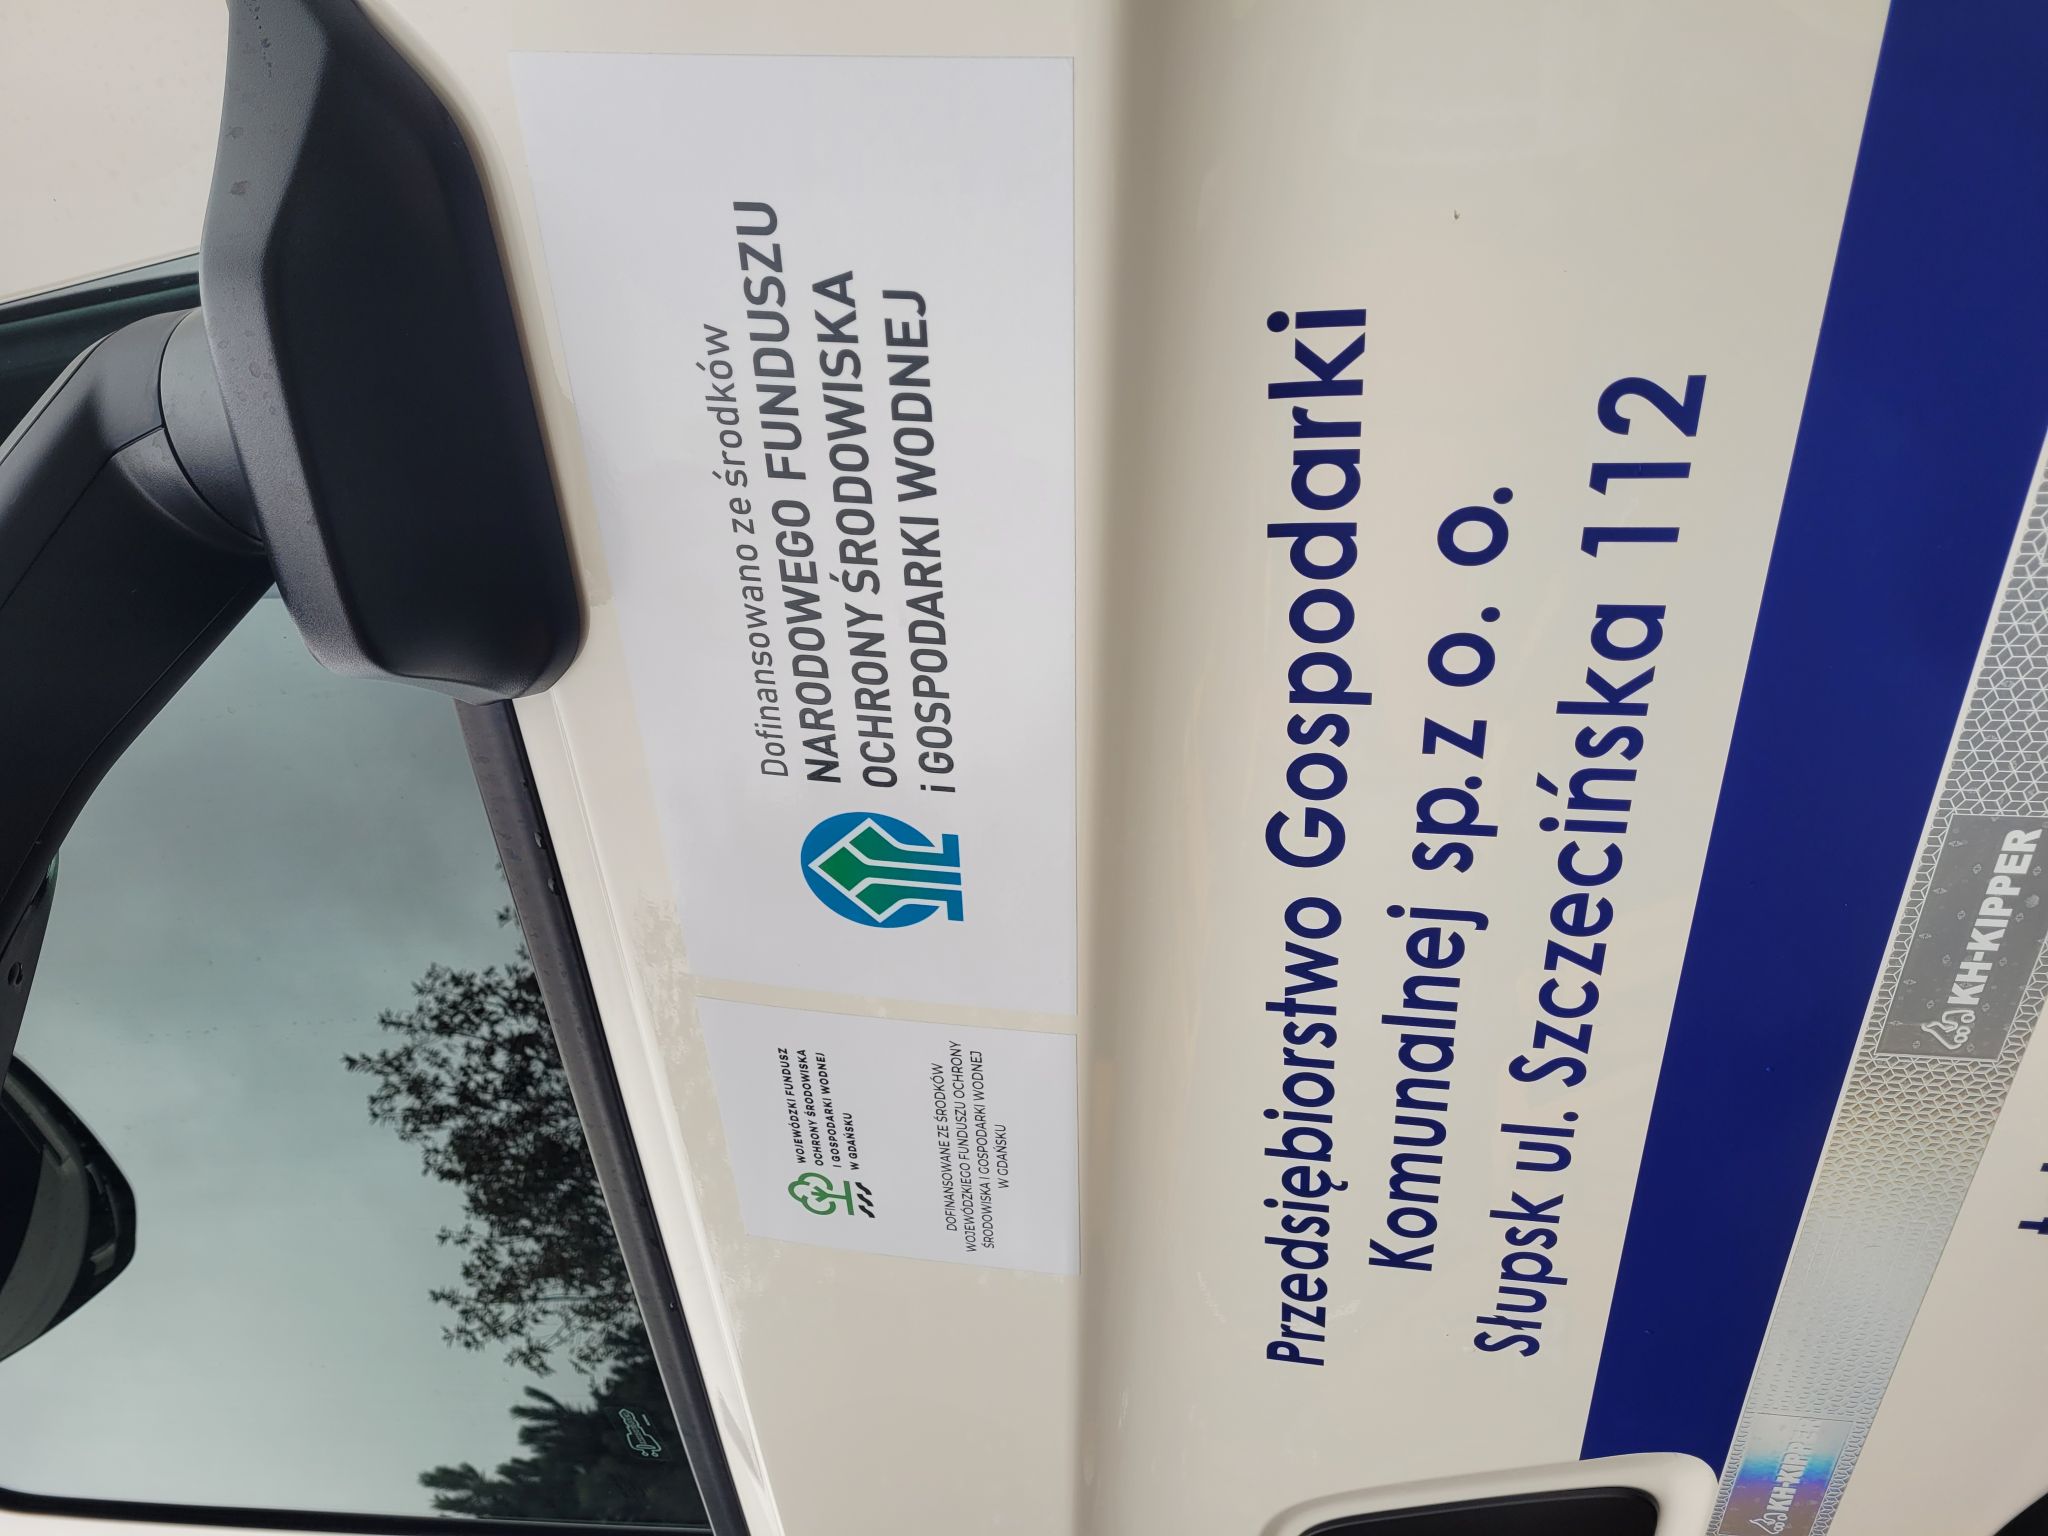 Dofinansowano ze środków
NARODOWEGO FUNDUSZU
OCHRONY ŚRODOWISKA
i GOSPODARKI WODNEJ
WOJEWÓDZKI FUNDUSZ
OCHRONY ŚRODOWISKA
I GOSPODARKI WODNEJ
W GDAŃSKU
DOFINANSOWANE ZE ŚRODKÓW
WOJEWÓDZKIEGO FUNDUSZU OCHRONY
ŚRODOWISKA I GOSPODARKI WODNEJ
W GDAŃSKU
Przedsiębiorstwo Gospodarki
Komunalnej sp. z o. o.
Słupsk ul. Szczecińska 112
KH-KIPPER
KH-KIPPER